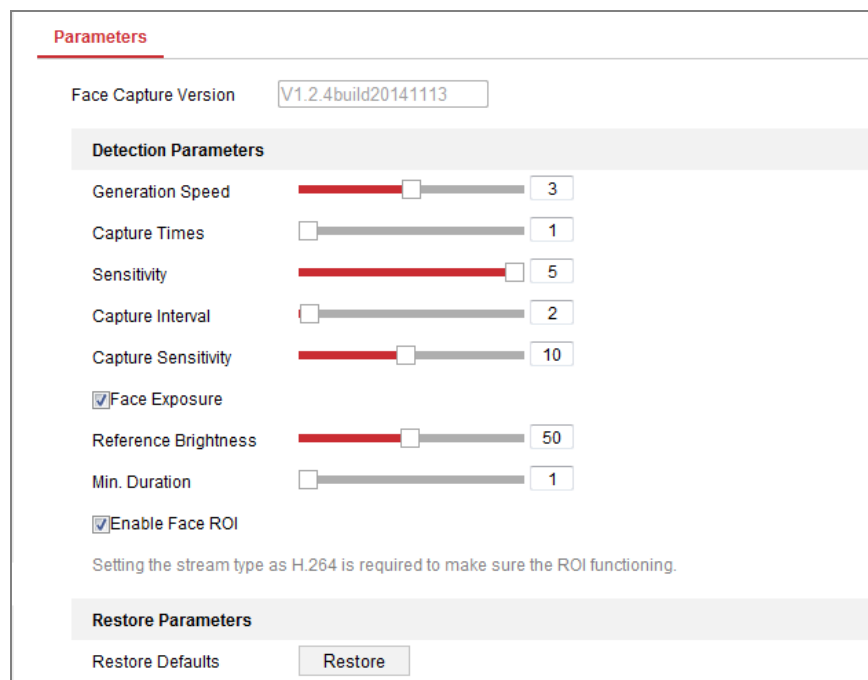 Parameters
Face Capture Version V1.2.4build20141113
Detection Parameters
Generation Speed 3
Capture Times 1
Sensitivity 5
Capture Interval 2
Capture Sensitivity 10
Face Exposure
Reference Brightness 50
Min. Duration 1
Enable Face ROI
Setting the stream type as H.264 is required to make sure the ROI functioning.
Restore Parameters
Restore Defaults Restore